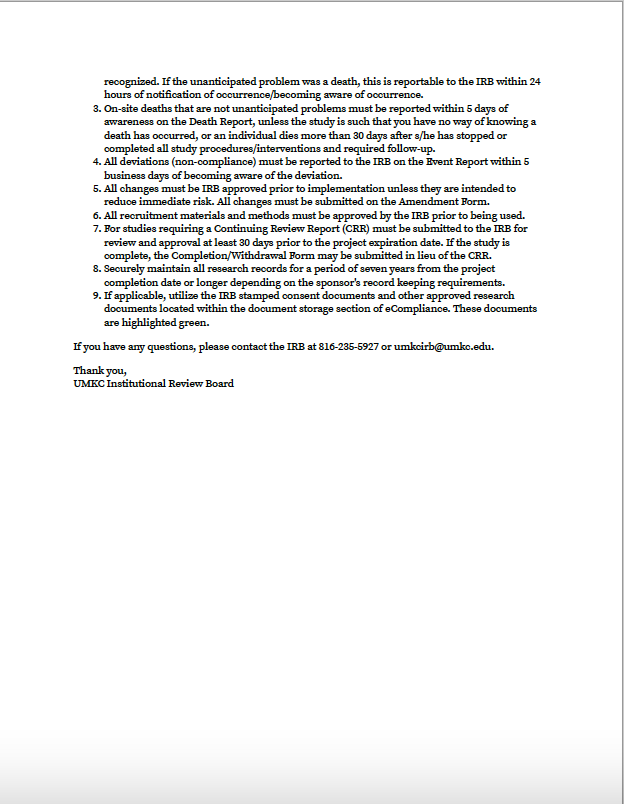 recognized. If the unanticipated problem was a death, this is reportable to the IRB within 24
hours of notification of occurrence/becoming aware of occurrence.
3. On-site deaths that are not unanticipated problems must be reported within 5 days of
awareness on the Death Report, unless the study is such that you have no way of knowing a
death has occurred, or an individual dies more than 30 days after s/he has stopped or
completed all study procedures/interventions and required follow-up.
4. All deviations (non-compliance) must be reported to the IRB on the Event Report within 5
business days of becoming aware of the deviation.
5. All changes must be IRB approved prior to implementation unless they are intended to
reduce immediate risk. All changes must be submitted on the Amendment Form.
6. All recruitment materials and methods must be approved by the IRB prior to being used.
7. For studies requiring a Continuing Review Report (CRR) must be submitted to the IRB for
review and approval at least 30 days prior to the project expiration date. If the study is
complete, the Completion/Withdrawal Form may be submitted in lieu of the CRR.
8. Securely maintain all research records for a period of seven years from the project
completion date or longer depending on the sponsor's record keeping requirements.
9. If applicable, utilize the IRB stamped consent documents and other approved research
documents located within the document storage section of eCompliance. These documents
are highlighted green.
If you have any questions, please contact the IRB at 816-235-5927 or umkcirb@umkc.edu.
Thank you,
UMKC Institutional Review Board